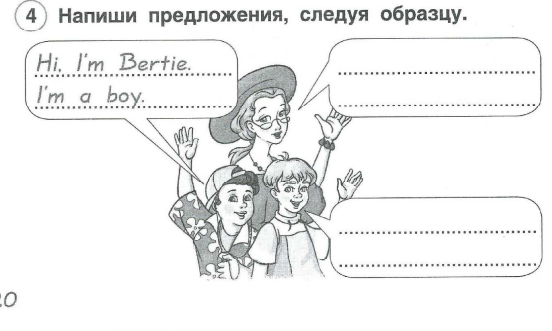 4 Напиши предложения, следуя образцу.
Hi, I'm Bertie.
I'm a boy.
20